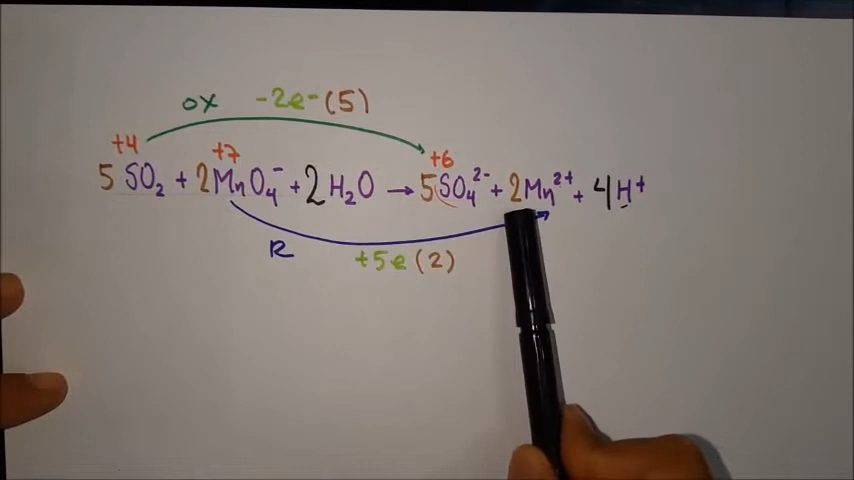 ox -2e⁻(5)
+4 +7 +6
5SO₂ + 2MnO₄⁻ + 2H₂O → 5SO₄²⁻ + 2Mn²⁺ + 4H⁺
R +5e(2)